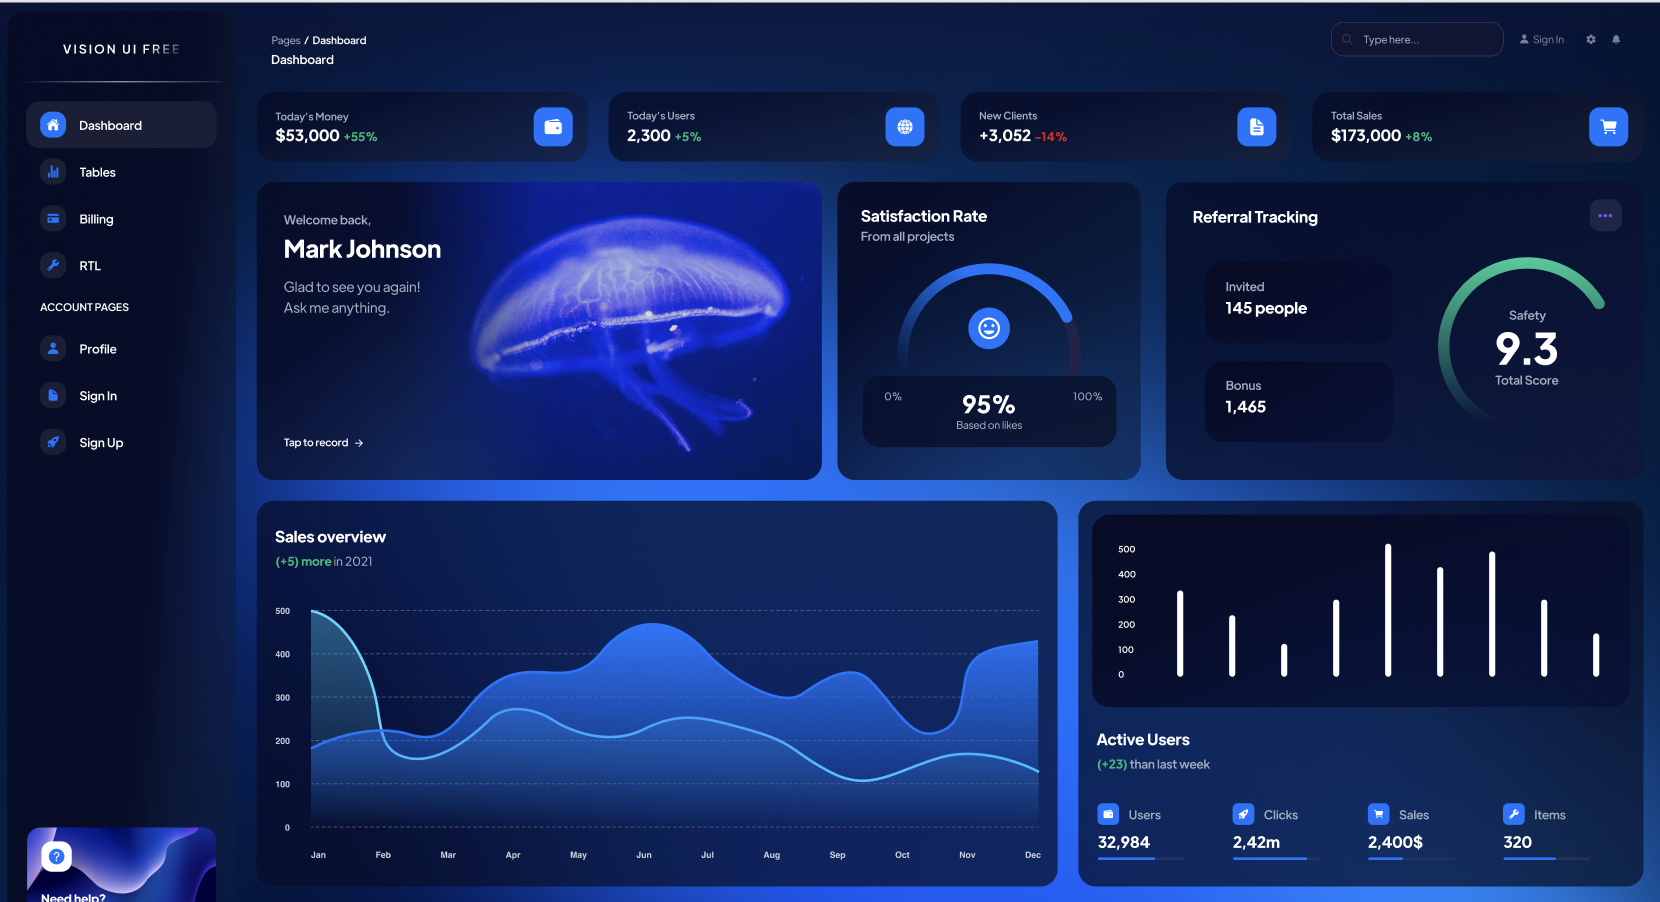 VISION UI FREE
Dashboard
Tables
Billing
RTL
ACCOUNT PAGES
Profile
Sign In
Sign Up
?
Need help?
Pages / Dashboard
Dashboard
Type here...
Sign In
Today's Money
$53,000 +55%
Today's Users
2,300 +5%
New Clients
+3,052 -14%
Total Sales
$173,000 +8%
Welcome back,
Mark Johnson
Glad to see you again!
Ask me anything.
Tap to record →
Satisfaction Rate
From all projects
0%
95%
100%
Based on likes
Referral Tracking
Invited
145 people
Bonus
1,465
Safety
9.3
Total Score
Sales overview
(+5) more in 2021
500
400
300
200
100
0
Jan Feb Mar Apr May Jun Jul Aug Sep Oct Nov Dec
500
400
300
200
100
0
Active Users
(+23) than last week
Users
32,984
Clicks
2,42m
Sales
2,400$
Items
320